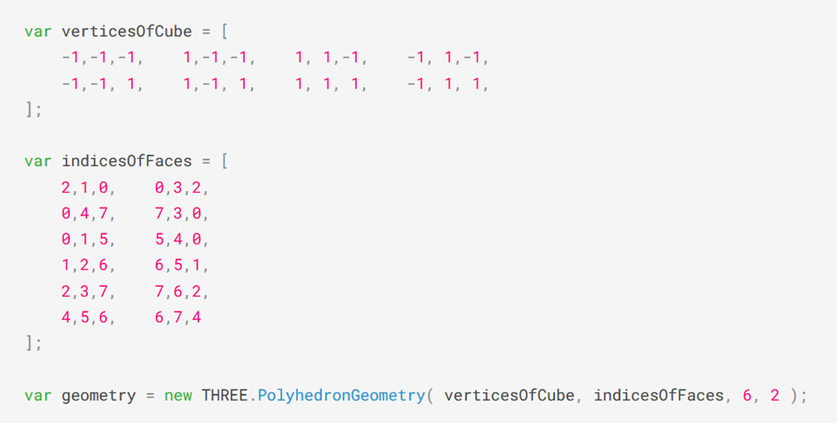 var verticesOfCube = [
    -1,-1,-1,    1,-1,-1,    1, 1,-1,    -1, 1,-1,
    -1,-1, 1,    1,-1, 1,    1, 1, 1,    -1, 1, 1,
];
var indicesOfFaces = [
    2,1,0,    0,3,2,
    0,4,7,    7,3,0,
    0,1,5,    5,4,0,
    1,2,6,    6,5,1,
    2,3,7,    7,6,2,
    4,5,6,    6,7,4
];
var geometry = new THREE.PolyhedronGeometry( verticesOfCube, indicesOfFaces, 6, 2 );